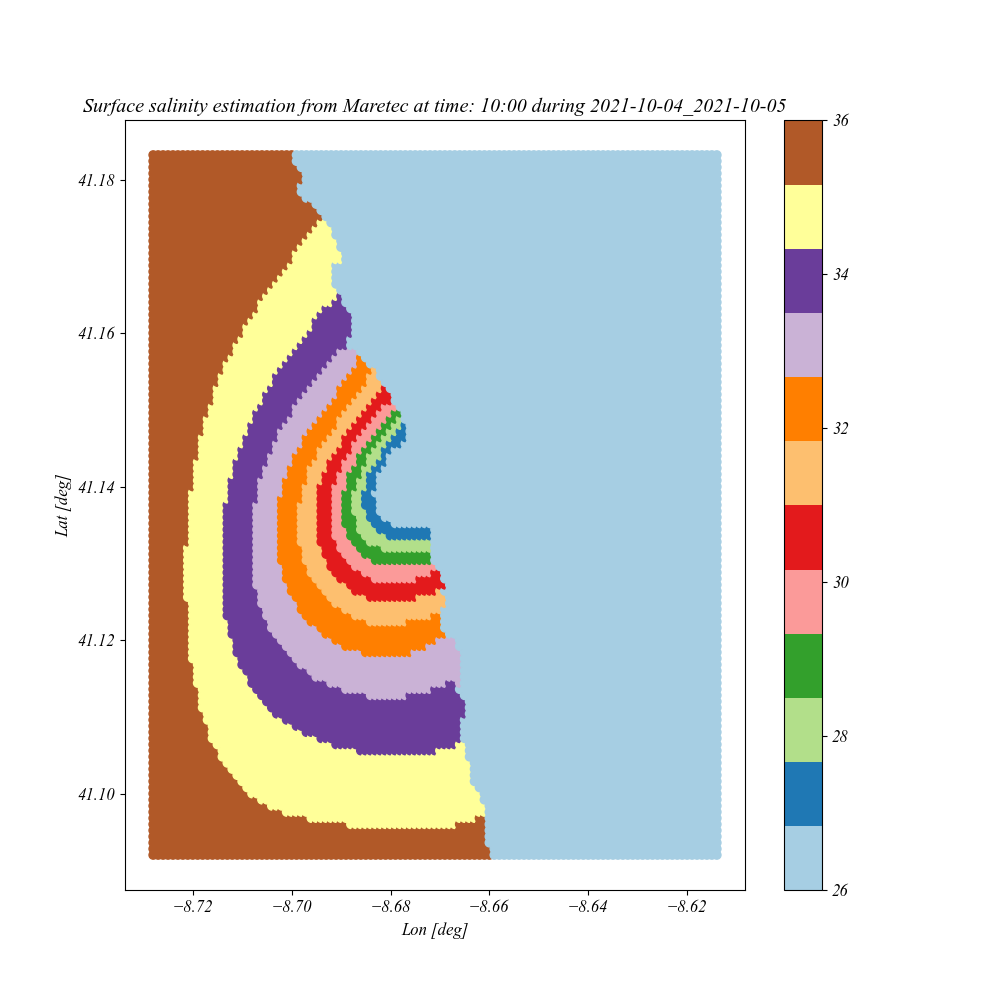 Surface salinity estimation from Maretec at time: 10:00 during 2021-10-04_2021-10-05
36
41.18
34
41.16
32
41.14
Lat [deg]
30
41.12
28
41.10
26
−8.72 −8.70 −8.68 −8.66 −8.64 −8.62
Lon [deg]